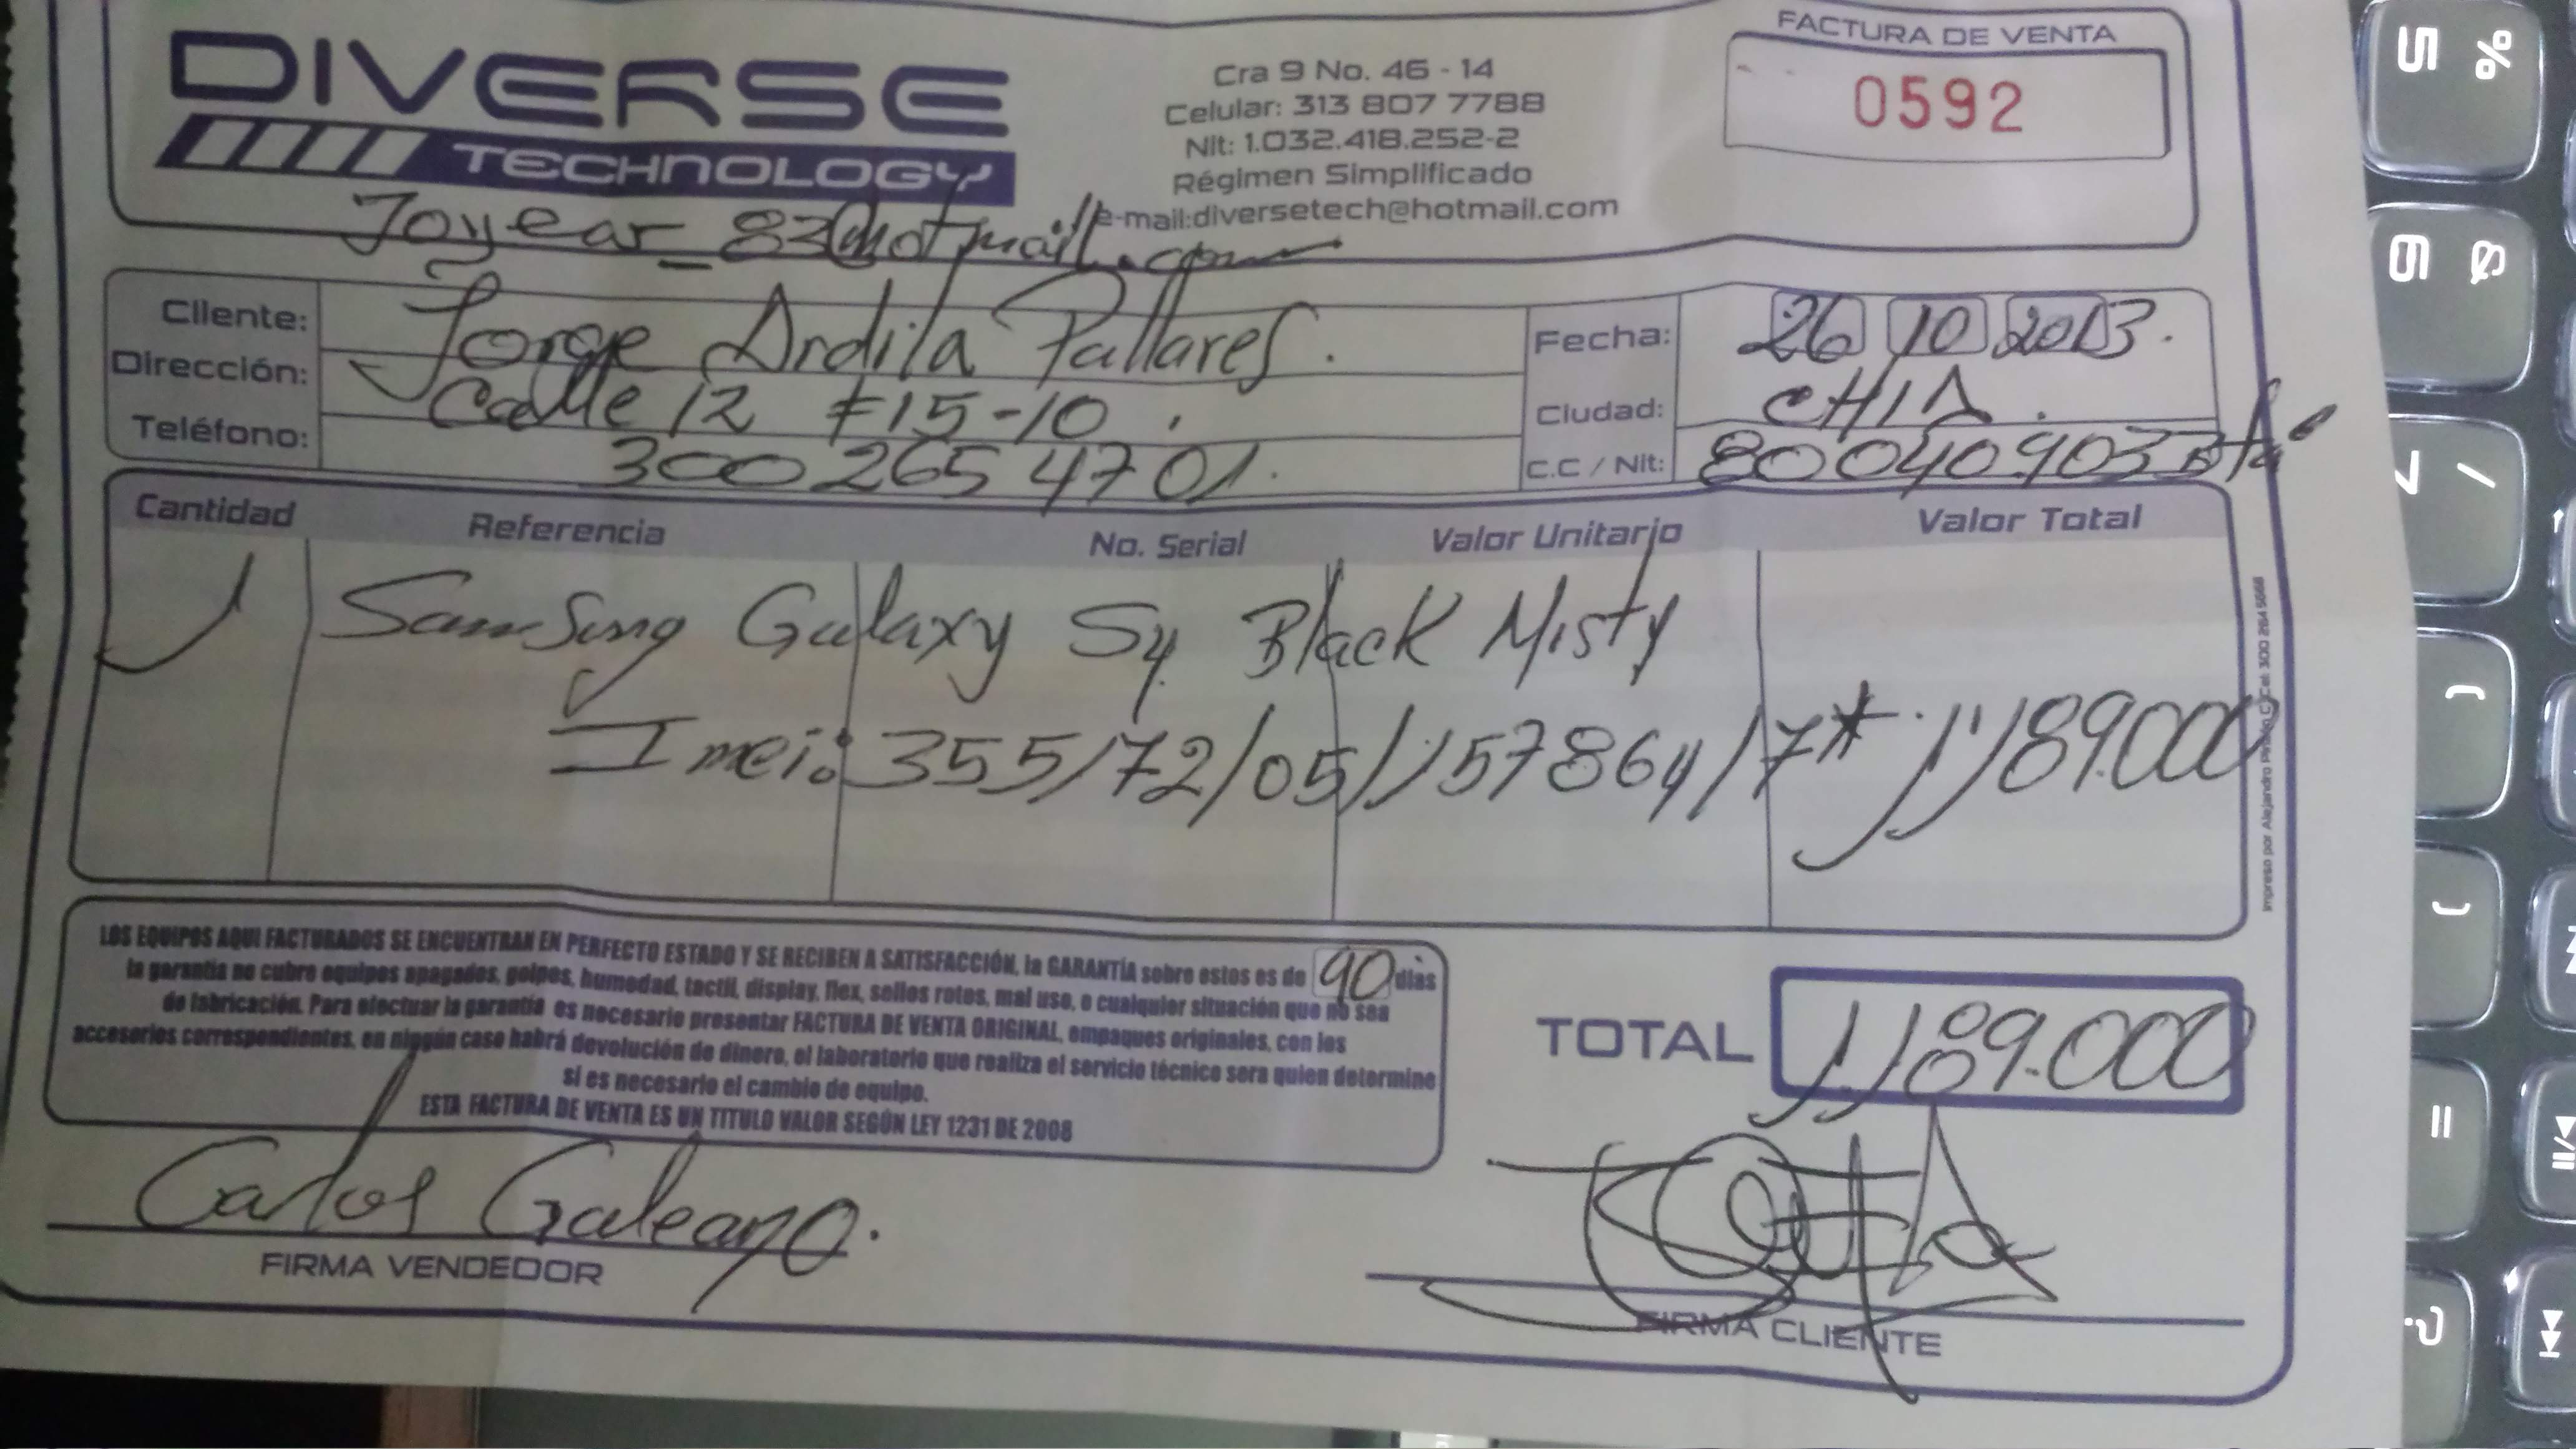 DIVERSE
TECHNOLOGY
Cra 9 No. 46 - 14
Celular: 313 807 7788
Nit: 1.032.418.252-2
Régimen Simplificado
e-mail:diversetech@hotmail.com
FACTURA DE VENTA
0592
Joyear_83@hotmail.com
Cliente: Jorge Ardila Pallares.
Dirección: Calle 12 #15-10.
Teléfono: 300 265 4701.
Fecha: 26 10 2013.
Ciudad: CHIA.
C.C / Nit: 80040903 Bta
Cantidad Referencia No. Serial Valor Unitario Valor Total
1 Samsung Galaxy S4 Black Misty
Imei: 355/72/05/1157864/7* 1'189.000
Impreso por Alejandro Cel: 300 264 5668
LOS EQUIPOS AQUI FACTURADOS SE ENCUENTRAN EN PERFECTO ESTADO Y SE RECIBEN A SATISFACCIÓN, la GARANTÍA sobre estos es de 90 días
la garantía no cubre equipos apagados, golpes, humedad, tactil, display, flex, sellos rotos, mal uso, o cualquier situación que no sea
de fabricación. Para efectuar la garantía es necesario presentar FACTURA DE VENTA ORIGINAL, empaques originales, con los
accesorios correspondientes, en ningún caso habrá devolución de dinero, el laboratorio que realiza el servicio técnico sera quien determine
si es necesario el cambio de equipo.
ESTA FACTURA DE VENTA ES UN TITULO VALOR SEGÚN LEY 1231 DE 2008
TOTAL 1,189.000
Carlos Galeano.
FIRMA VENDEDOR
FIRMA CLIENTE
% 5
& 6
/ 7
(
)
=
?